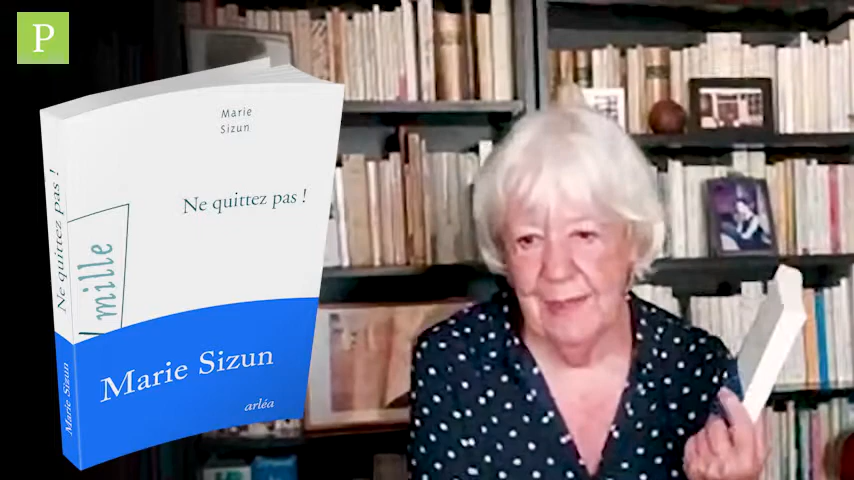 P
Marie
Sizun
Ne quittez pas !
Ne quittez pas !
mille
Marie Sizun
Marie Sizun
arléa